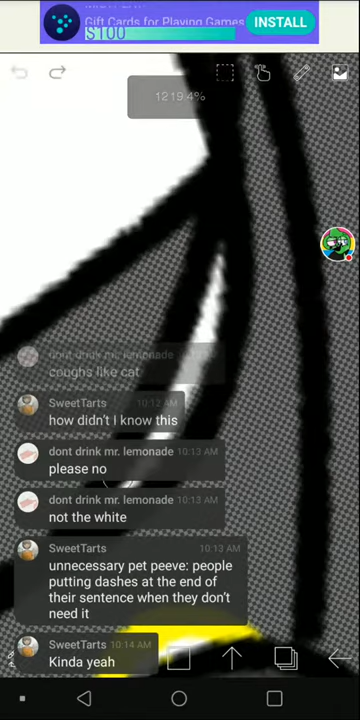 Gift Cards for Playing Games
$100
INSTALL
1219.4%
dont drink mr. lemonade
coughs like cat
SweetTarts 10:12 AM
how didn't I know this
dont drink mr. lemonade 10:13 AM
please no
dont drink mr. lemonade 10:13 AM
not the white
SweetTarts 10:13 AM
unnecessary pet peeve: people
putting dashes at the end of
their sentence when they don't
need it
SweetTarts 10:14 AM
Kinda yeah